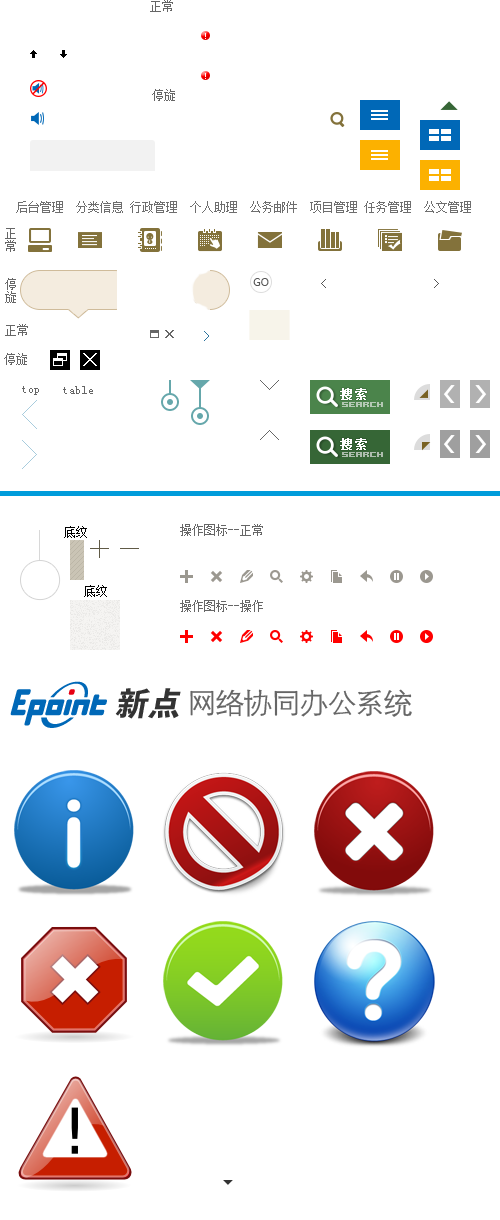 正常
停旋
后台管理 分类信息 行政管理 个人助理 公务邮件 项目管理 任务管理 公文管理
正常
停旋
GO
正常
停旋
top table
搜索
SEARCH
搜索
SEARCH
底纹
操作图标--正常
底纹
操作图标--操作
Epoint 新点 网络协同办公系统